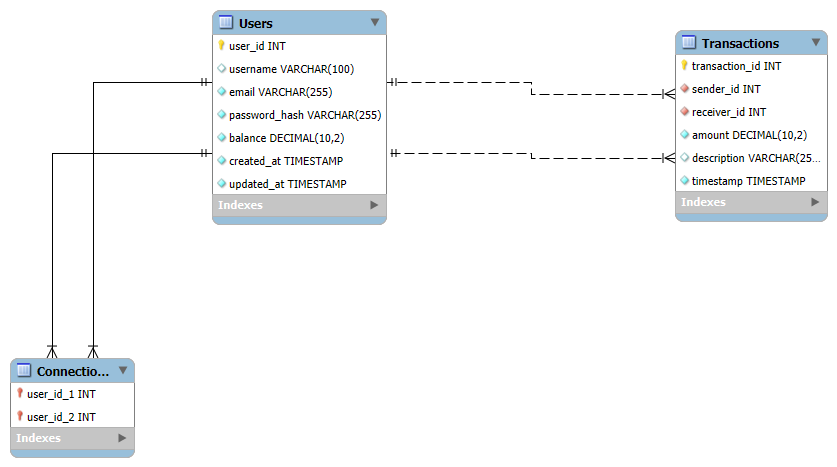 Users
user_id INT
username VARCHAR(100)
email VARCHAR(255)
password_hash VARCHAR(255)
balance DECIMAL(10,2)
created_at TIMESTAMP
updated_at TIMESTAMP
Indexes
Transactions
transaction_id INT
sender_id INT
receiver_id INT
amount DECIMAL(10,2)
description VARCHAR(25...
timestamp TIMESTAMP
Indexes
Connectio...
user_id_1 INT
user_id_2 INT
Indexes